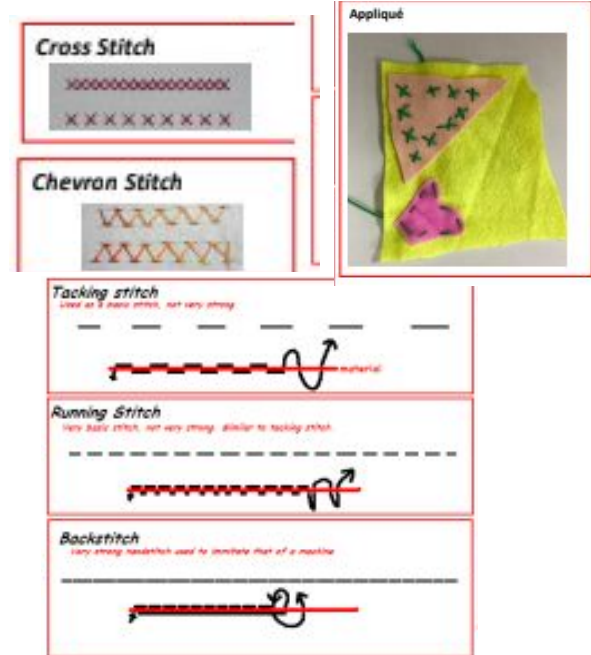 Cross Stitch
Appliqué
Chevron Stitch
Tacking stitch
Used as a basic stitch, not very strong
material
Running Stitch
Very basic stitch, not very strong. Similar to tacking stitch
Backstitch
Very strong handstitch used to immitate that of a machine